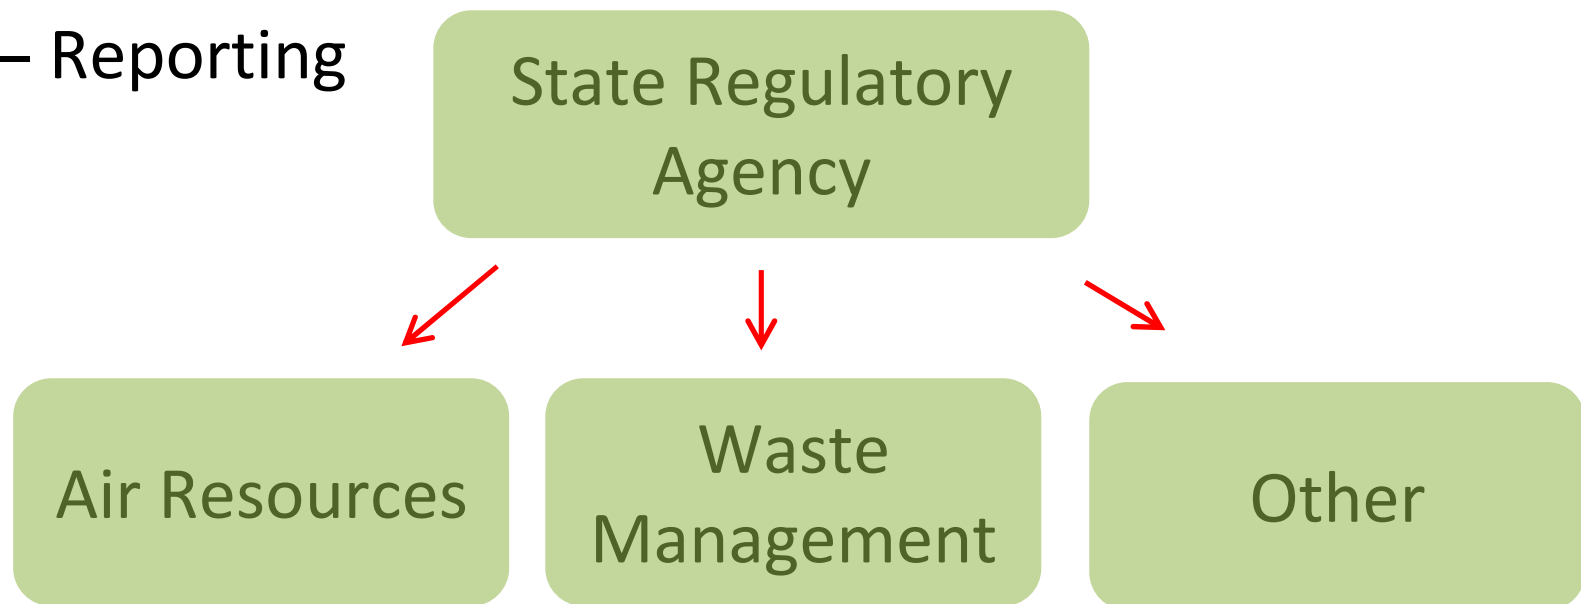 – Reporting
State Regulatory
Agency
Air Resources
Waste
Management
Other